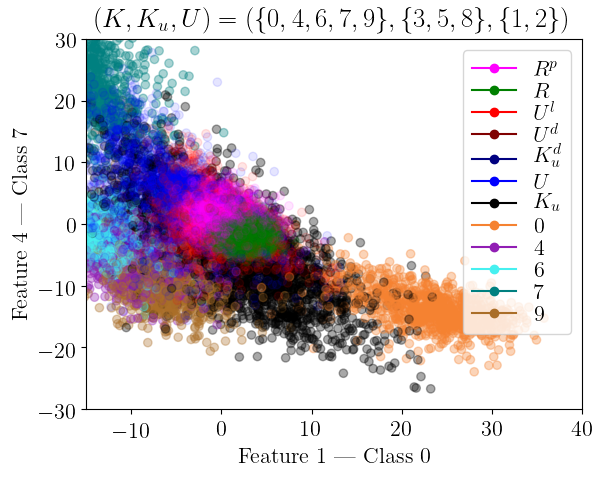 (K, K_u, U) = ({0, 4, 6, 7, 9}, {3, 5, 8}, {1, 2})
30
20
10
0
−10
−20
−30
Feature 4 — Class 7
R^p
R
U^l
U^d
K_u^d
U
K_u
0
4
6
7
9
−10
0
10
20
30
40
Feature 1 — Class 0